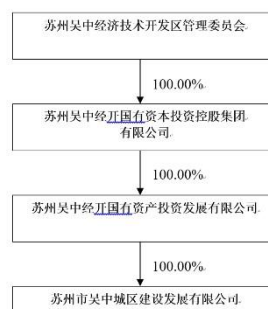 苏州吴中经济技术开发区管理委员会
100.00%
苏州吴中经开国有资本投资控股集团
有限公司
100.00%
苏州吴中经开国有资产投资发展有限公司
100.00%
苏州市吴中城区建设发展有限公司